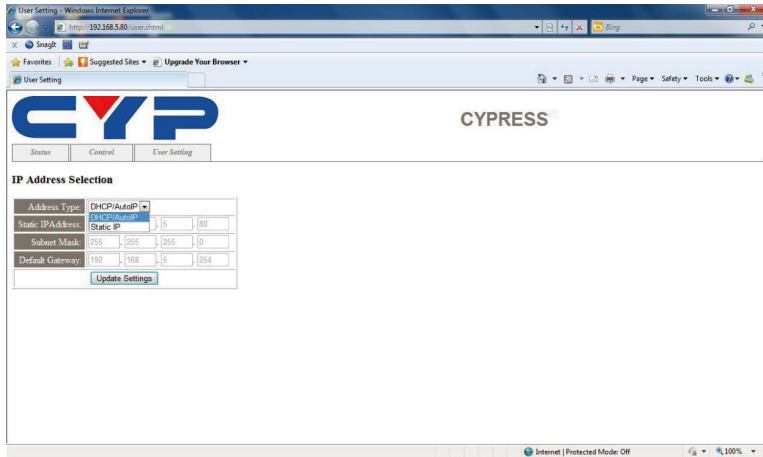 User Setting - Windows Internet Explorer
http://192.168.5.80/user.shtml
Bing
x SnagIt
Favorites Suggested Sites Upgrade Your Browser
User Setting
Page Safety Tools
CYP
CYPRESS
Status Control User Setting
IP Address Selection
Address Type: DHCP/AutoIP
DHCP/AutoIP
Static IP
Static IPAddress: . 5 . 80
Subnet Mask: 255 . 255 . 255 . 0
Default Gateway: 192 . 168 . 5 . 254
Update Settings
Internet | Protected Mode: Off 100%